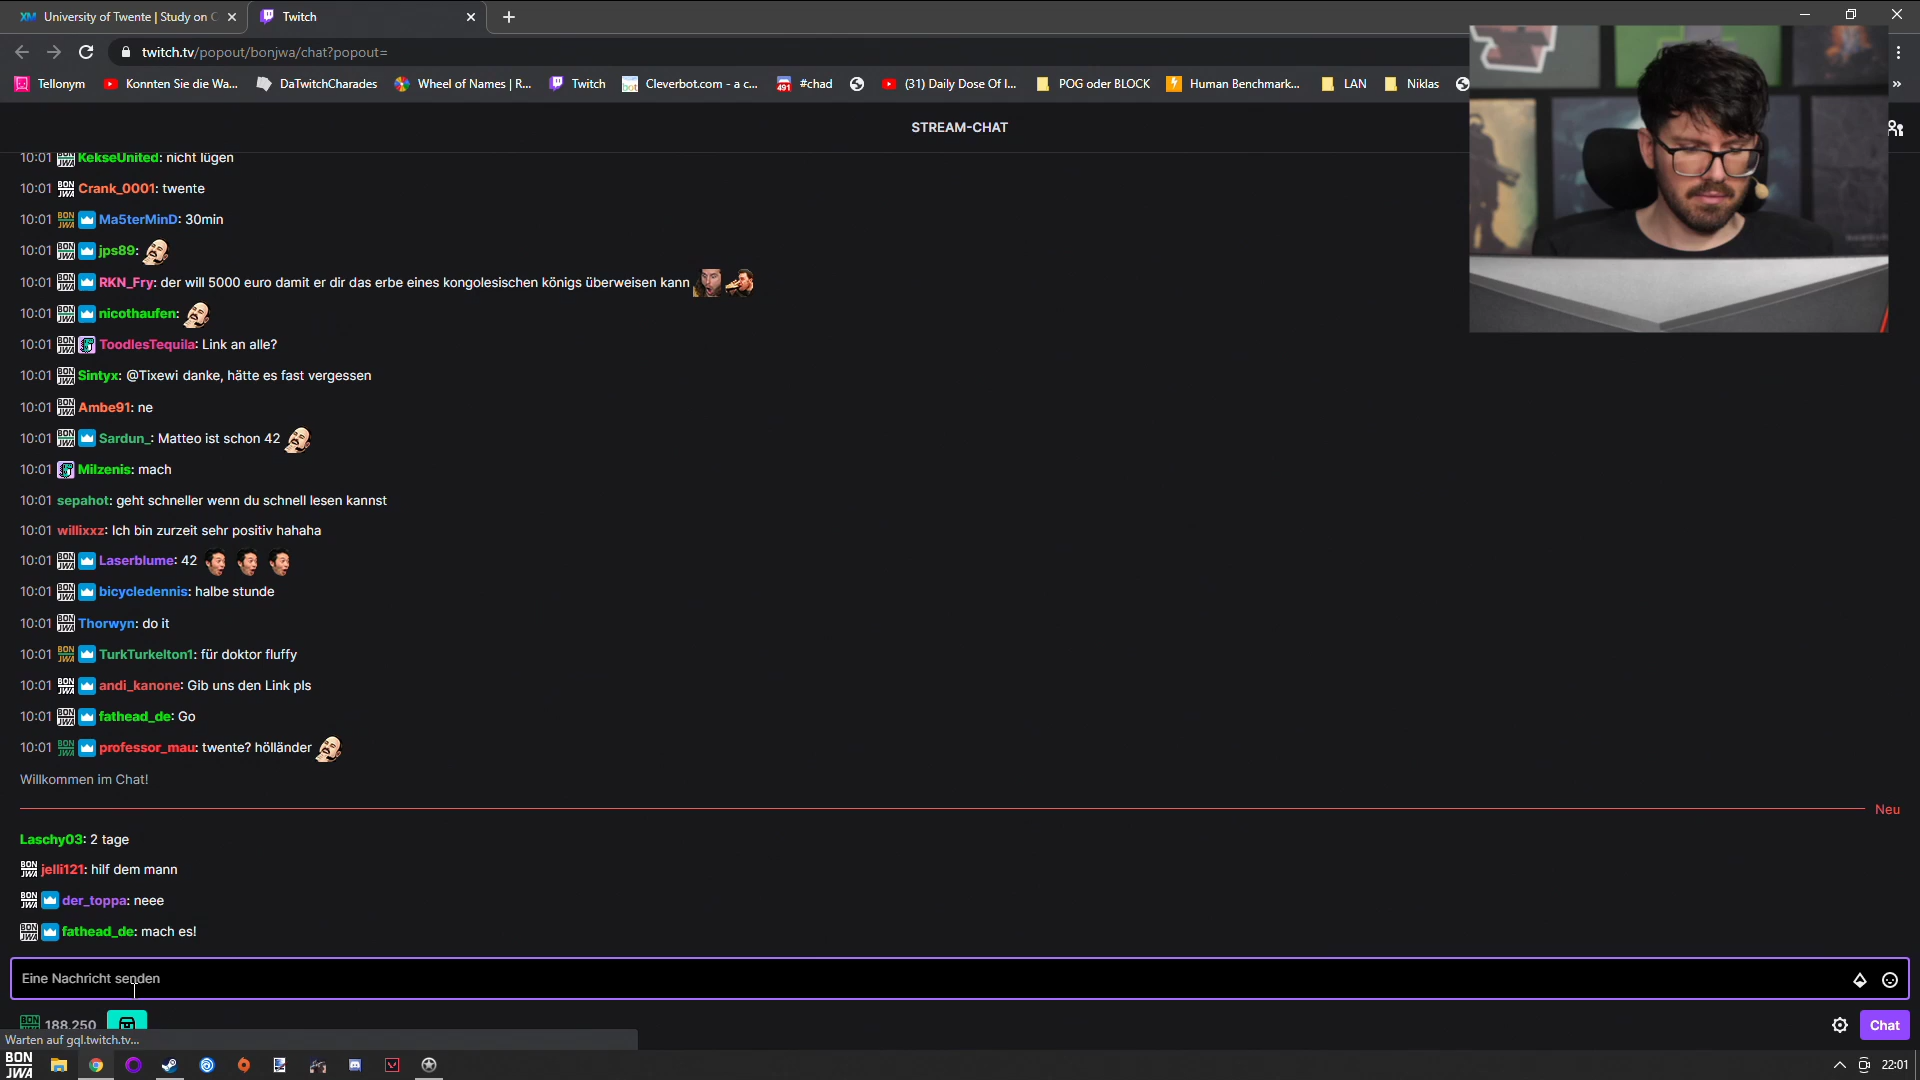 University of Twente | Study on C
Twitch
twitch.tv/popout/bonjwa/chat?popout=
Tellonym
Konnten Sie die Wa...
DaTwitchCharades
Wheel of Names | R...
Twitch
Cleverbot.com - a c...
#chad
(31) Daily Dose Of I...
POG oder BLOCK
Human Benchmark...
LAN
Niklas
STREAM-CHAT
10:01 KekseUnited: nicht lügen
10:01 Crank_0001: twente
10:01 Ma5terMinD: 30min
10:01 jps89:
10:01 RKN_Fry: der will 5000 euro damit er dir das erbe eines kongolesischen königs überweisen kann
10:01 nicothaufen:
10:01 ToodlesTequila: Link an alle?
10:01 Sintyx: @Tixewi danke, hätte es fast vergessen
10:01 Ambe91: ne
10:01 Sardun_: Matteo ist schon 42
10:01 Milzenis: mach
10:01 sepahot: geht schneller wenn du schnell lesen kannst
10:01 willixxz: Ich bin zurzeit sehr positiv hahaha
10:01 Laserblume: 42
10:01 bicycledennis: halbe stunde
10:01 Thorwyn: do it
10:01 TurkTurkelton1: für doktor fluffy
10:01 andi_kanone: Gib uns den Link pls
10:01 fathead_de: Go
10:01 professor_mau: twente? hölländer
Willkommen im Chat!
Neu
Laschy03: 2 tage
jelli121: hilf dem mann
der_toppa: neee
fathead_de: mach es!
Eine Nachricht senden
188.250
Chat
Warten auf gql.twitch.tv...
BONJWA
22:01